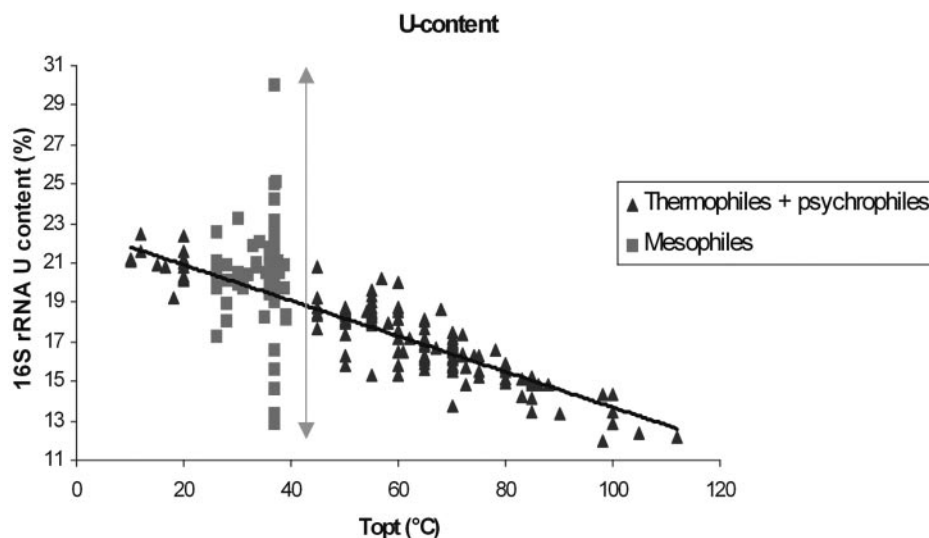 U-content
16S rRNA U content (%)
31
29
27
25
23
21
19
17
15
13
11
0 20 40 60 80 100 120
Topt (°C)
Thermophiles + psychrophiles
Mesophiles